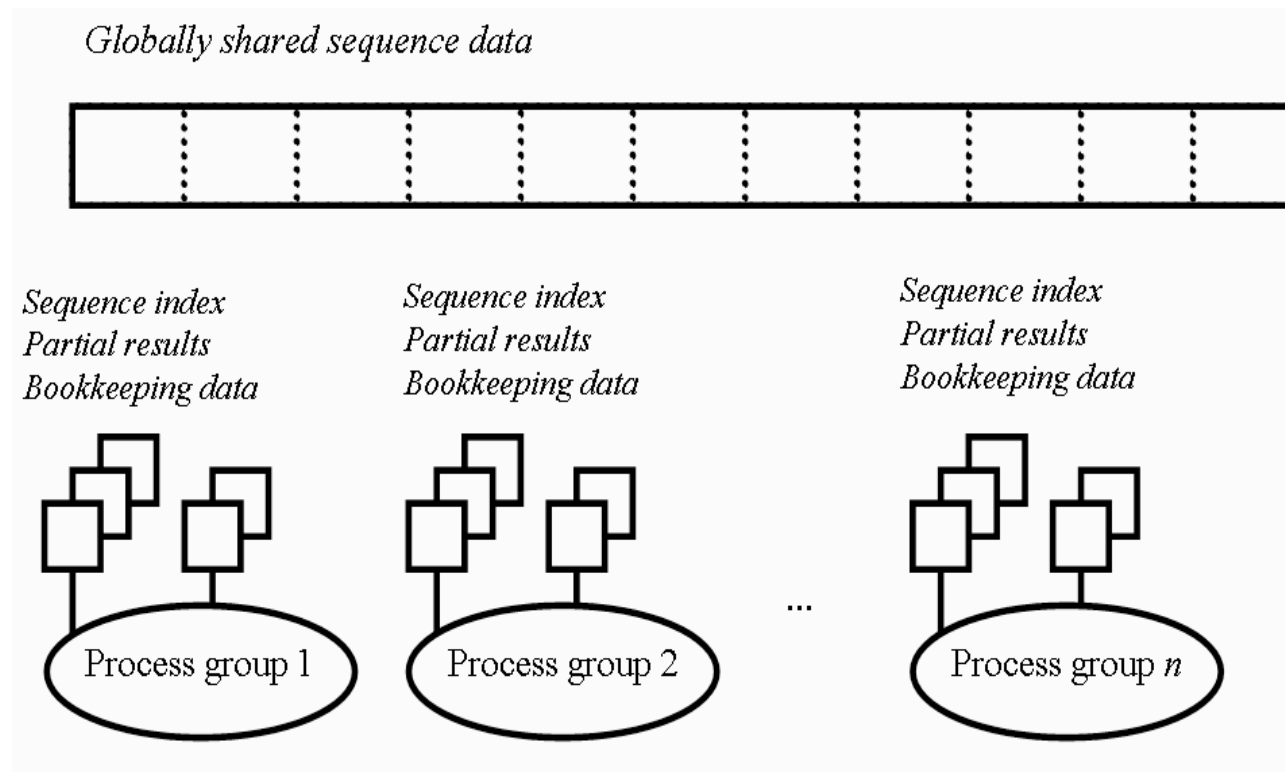 Globally shared sequence data
Sequence index
Partial results
Bookkeeping data
Sequence index
Partial results
Bookkeeping data
Sequence index
Partial results
Bookkeeping data
...
Process group 1
Process group 2
Process group n